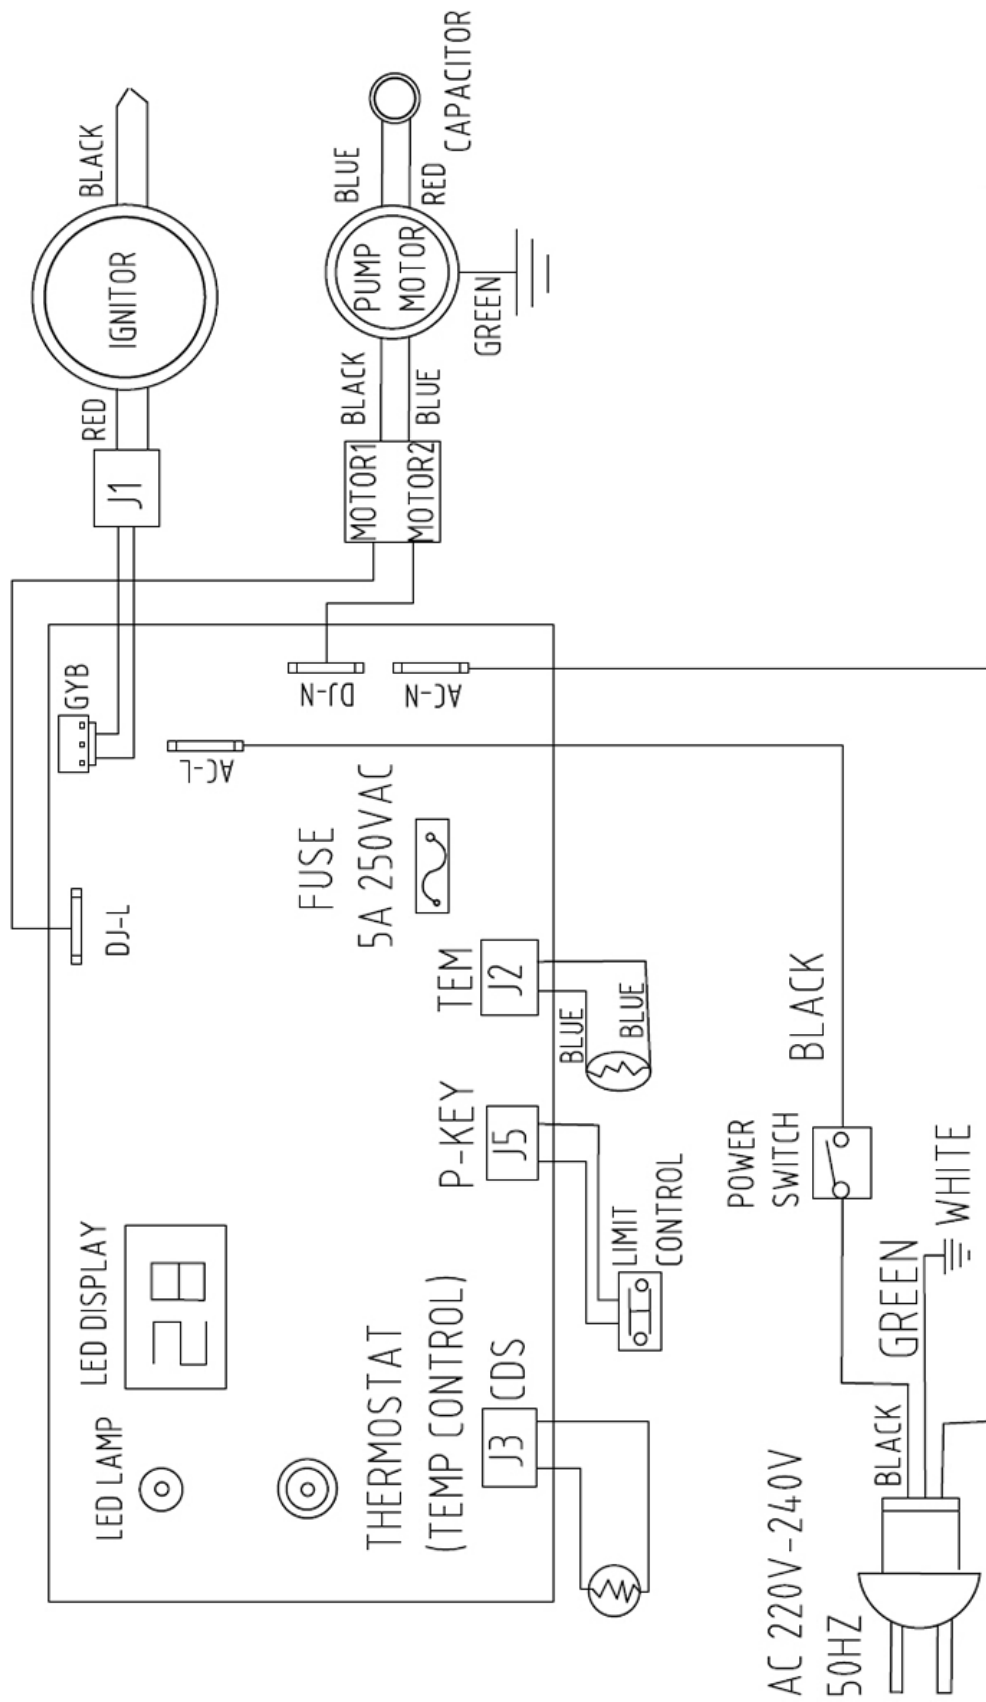 BLACK
IGNITOR
RED
J1
CAPACITOR
BLUE
RED
PUMP
MOTOR
GREEN
BLACK
BLUE
MOTOR1
MOTOR2
GYB
DJ-N
AC-N
AC-L
DJ-L
FUSE
5A 250VAC
TEM
J2
BLUE
BLUE
P-KEY
J5
LIMIT
CONTROL
LED DISPLAY
LED LAMP
THERMOSTAT
(TEMP CONTROL)
CDS
J3
BLACK
POWER
SWITCH
WHITE
GREEN
BLACK
AC 220V-240V
50HZ